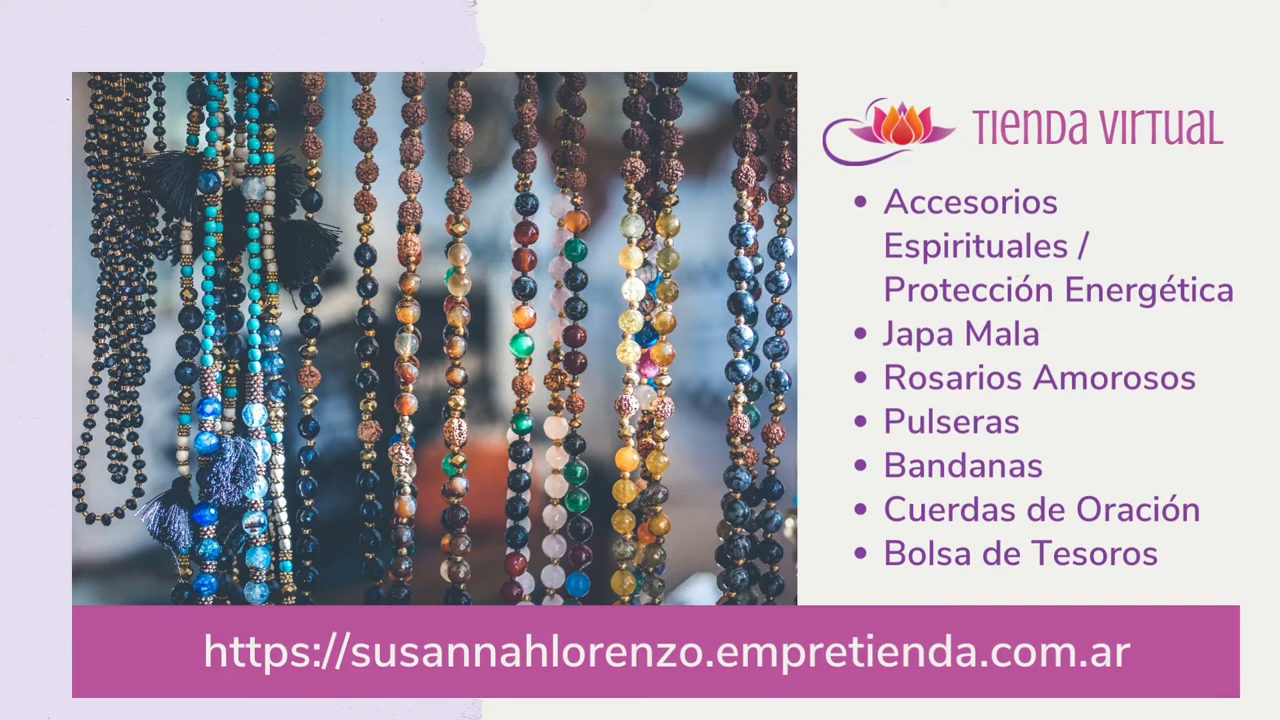 Tienda Virtual
• Accesorios
Espirituales /
Protección Energética
• Japa Mala
• Rosarios Amorosos
• Pulseras
• Bandanas
• Cuerdas de Oración
• Bolsa de Tesoros
https://susannahlorenzo.empretienda.com.ar